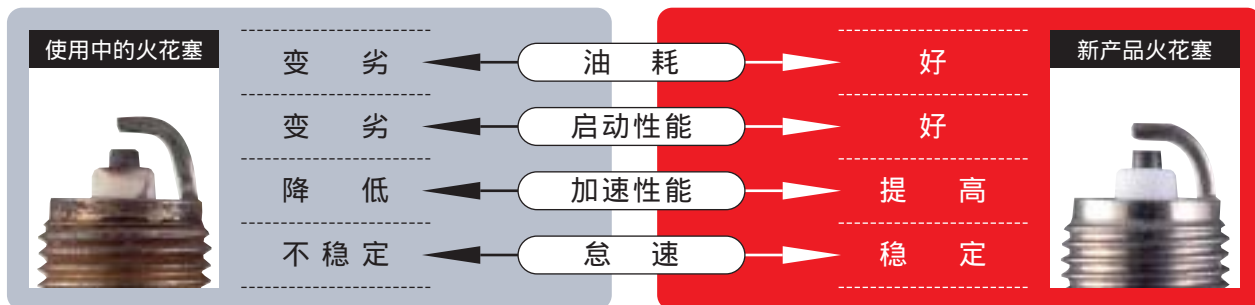 使用中的火花塞
变劣 油耗 好
变劣 启动性能 好
降低 加速性能 提高
不稳定 怠速 稳定
新产品火花塞